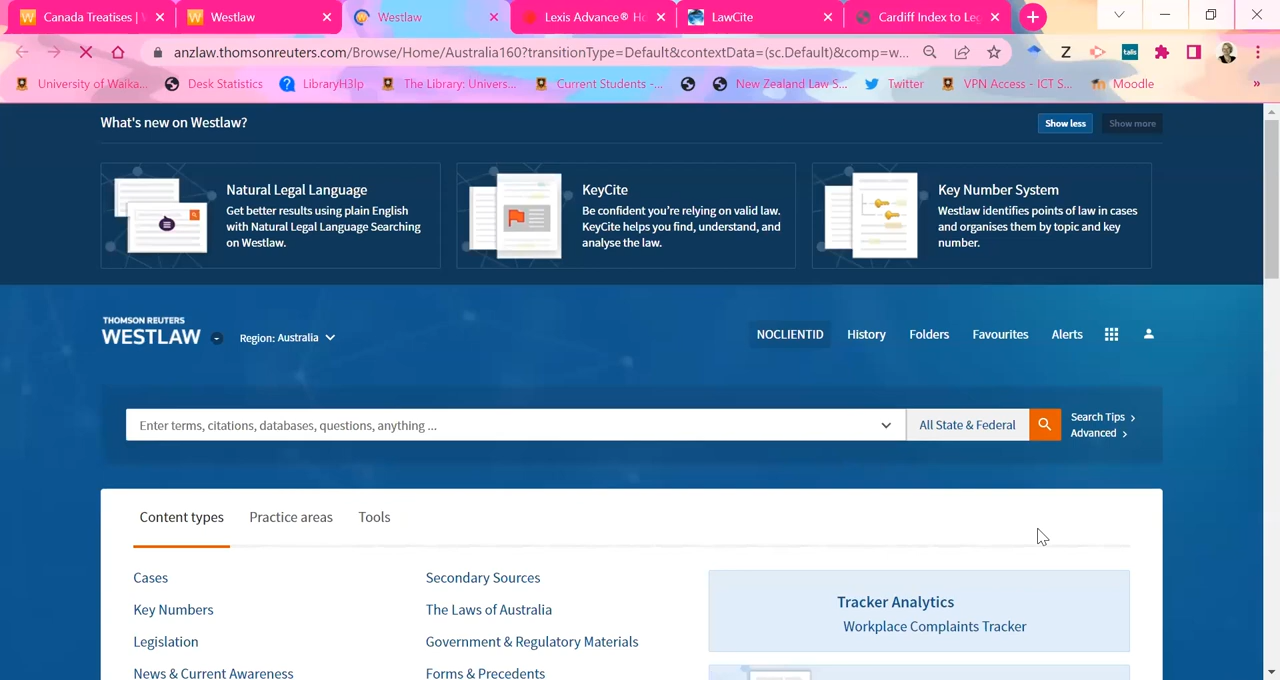 Canada Treatises |
Westlaw
Westlaw
Lexis Advance® Ho
LawCite
Cardiff Index to Leg
anzlaw.thomsonreuters.com/Browse/Home/Australia160?transitionType=Default&contextData=(sc.Default)&comp=w...
University of Waika...
Desk Statistics
LibraryH3lp
The Library: Univers...
Current Students -...
New Zealand Law S...
Twitter
VPN Access - ICT S...
Moodle
»
What's new on Westlaw?
Show less
Show more
Natural Legal Language
Get better results using plain English
with Natural Legal Language Searching
on Westlaw.
KeyCite
Be confident you're relying on valid law.
KeyCite helps you find, understand, and
analyse the law.
Key Number System
Westlaw identifies points of law in cases
and organises them by topic and key
number.
THOMSON REUTERS
WESTLAW
Region: Australia
NOCLIENTID
History
Folders
Favourites
Alerts
Enter terms, citations, databases, questions, anything ...
All State & Federal
Search Tips
Advanced
Content types
Practice areas
Tools
Cases
Key Numbers
Legislation
News & Current Awareness
Secondary Sources
The Laws of Australia
Government & Regulatory Materials
Forms & Precedents
Tracker Analytics
Workplace Complaints Tracker